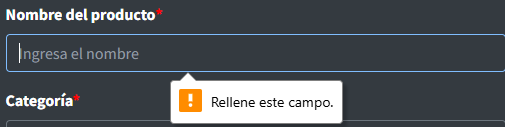 Nombre del producto*
Ingresa el nombre
! Rellene este campo.
Categoría*